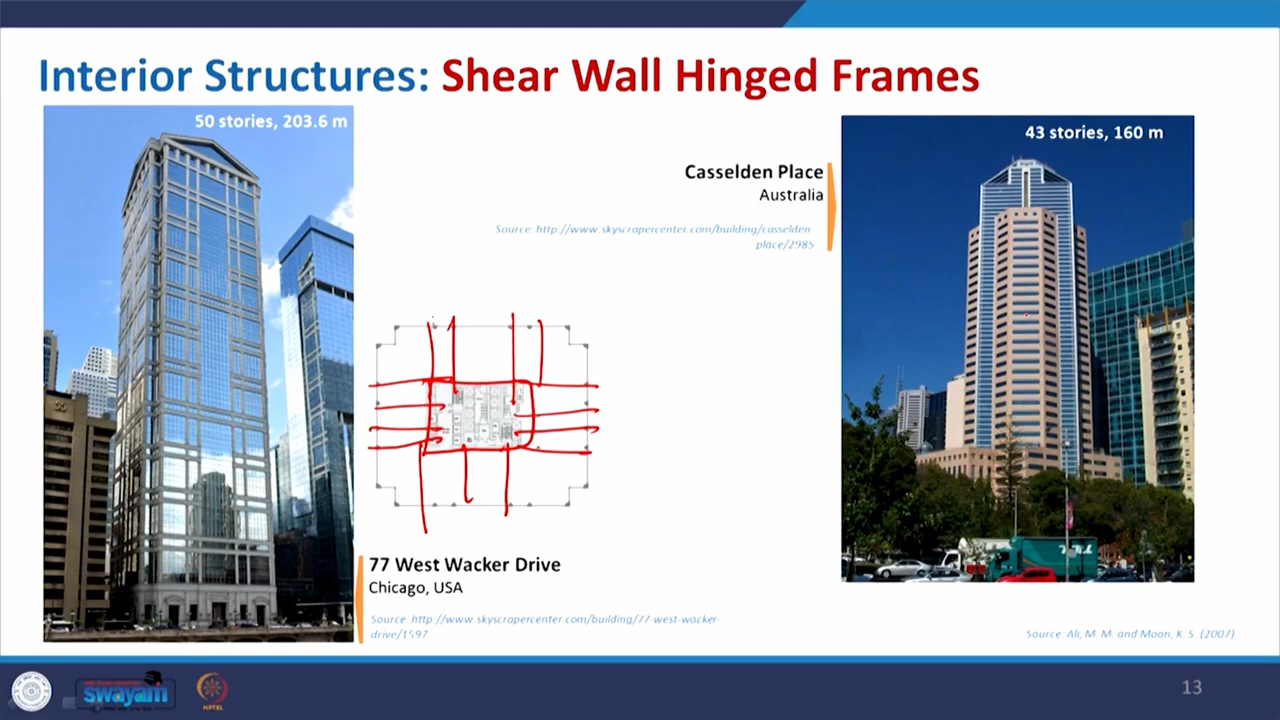 Interior Structures: Shear Wall Hinged Frames
50 stories, 203.6 m
43 stories, 160 m
Casselden Place
Australia
Source: http://www.skyscrapercenter.com/building/casselden-
place/2985
77 West Wacker Drive
Chicago, USA
Source: http://www.skyscrapercenter.com/building/77-west-wacker-
drive/1597
Source: Ali, M. M. and Moon, K. S. (2007)
swayam
NPTEL
13